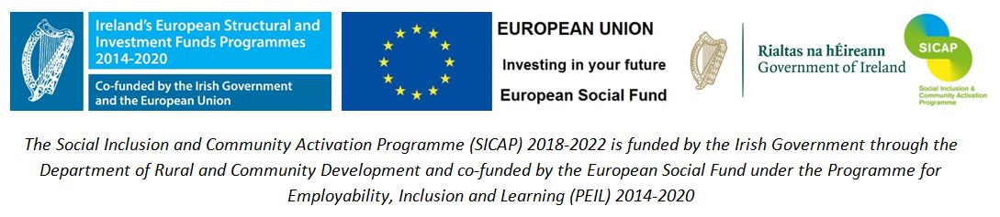 Ireland's European Structural and
Investment Funds Programmes
2014-2020
Co-funded by the Irish Government
and the European Union
EUROPEAN UNION
Investing in your future
European Social Fund
Rialtas na hÉireann
Government of Ireland
SICAP
Social Inclusion &
Community Activation
Programme
The Social Inclusion and Community Activation Programme (SICAP) 2018-2022 is funded by the Irish Government through the
Department of Rural and Community Development and co-funded by the European Social Fund under the Programme for
Employability, Inclusion and Learning (PEIL) 2014-2020